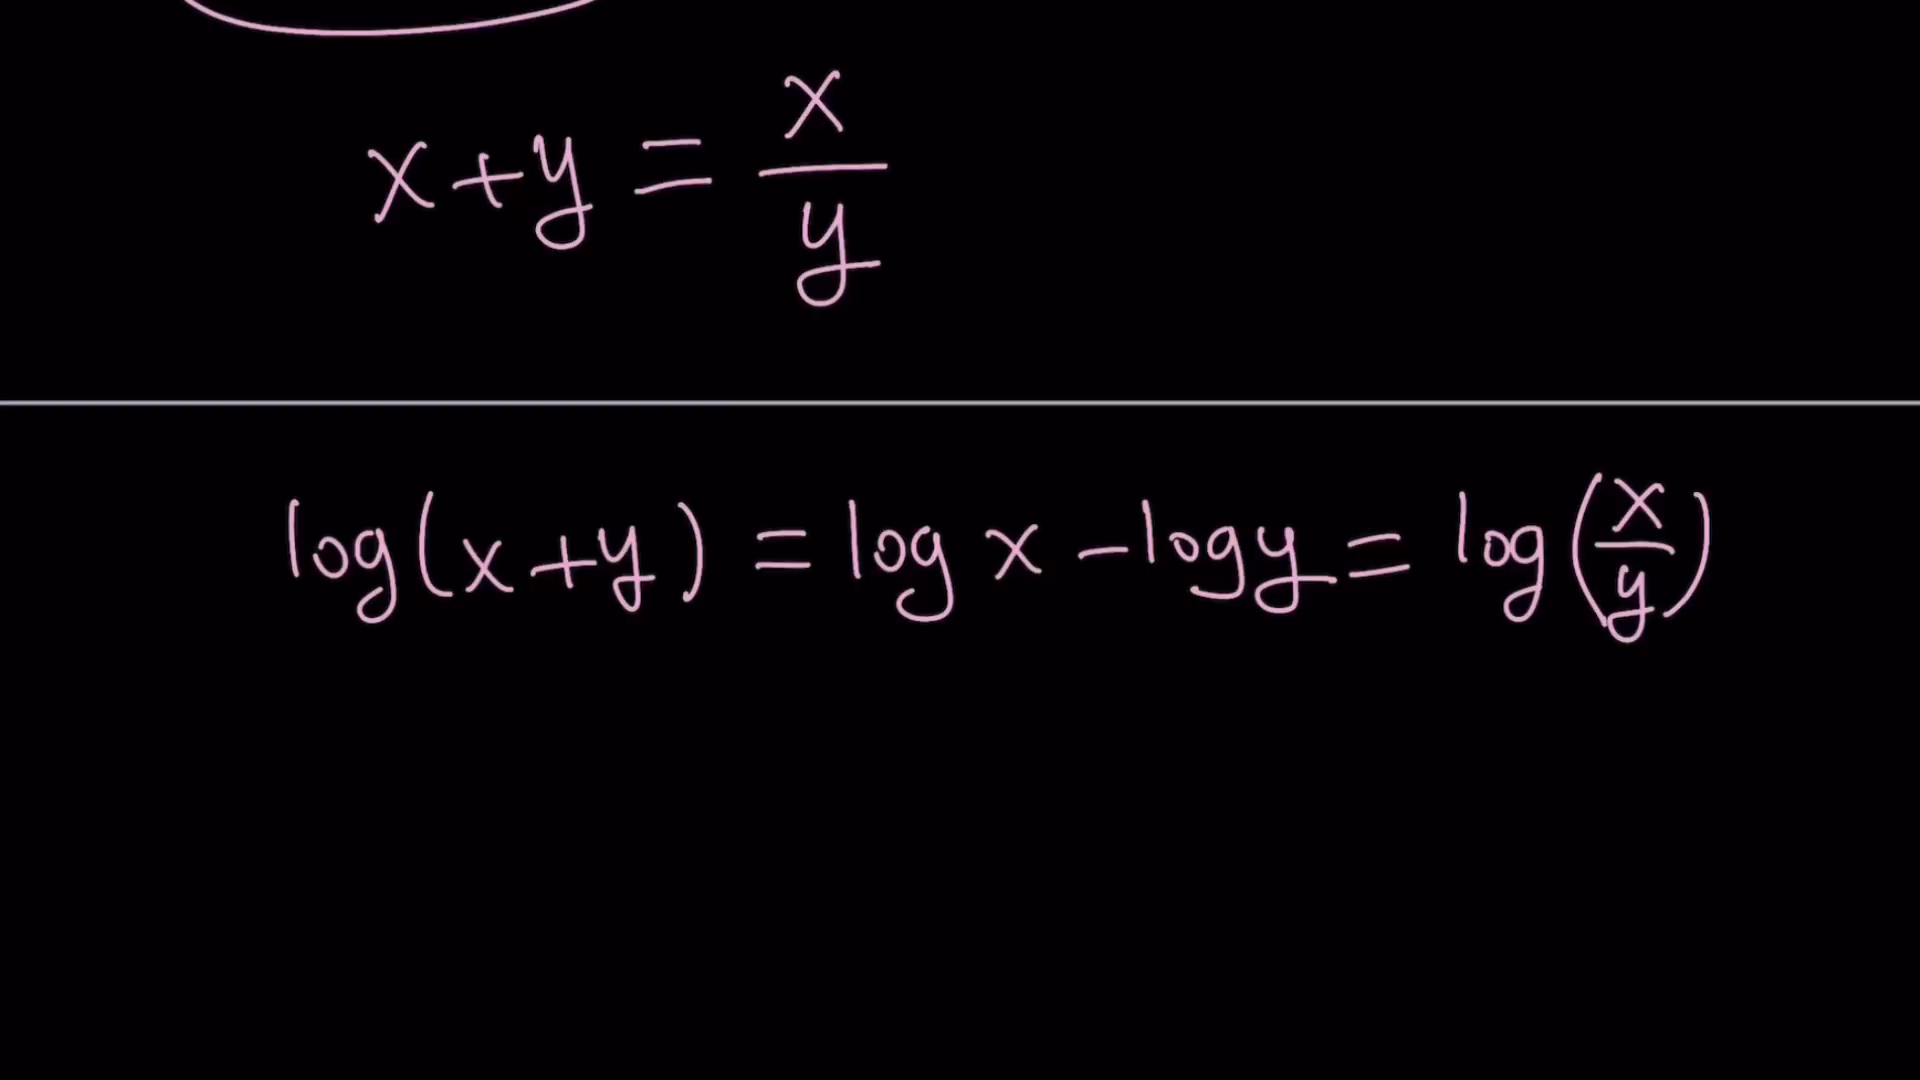 x+y = x/y
log(x+y) = log x - log y = log(x/y)